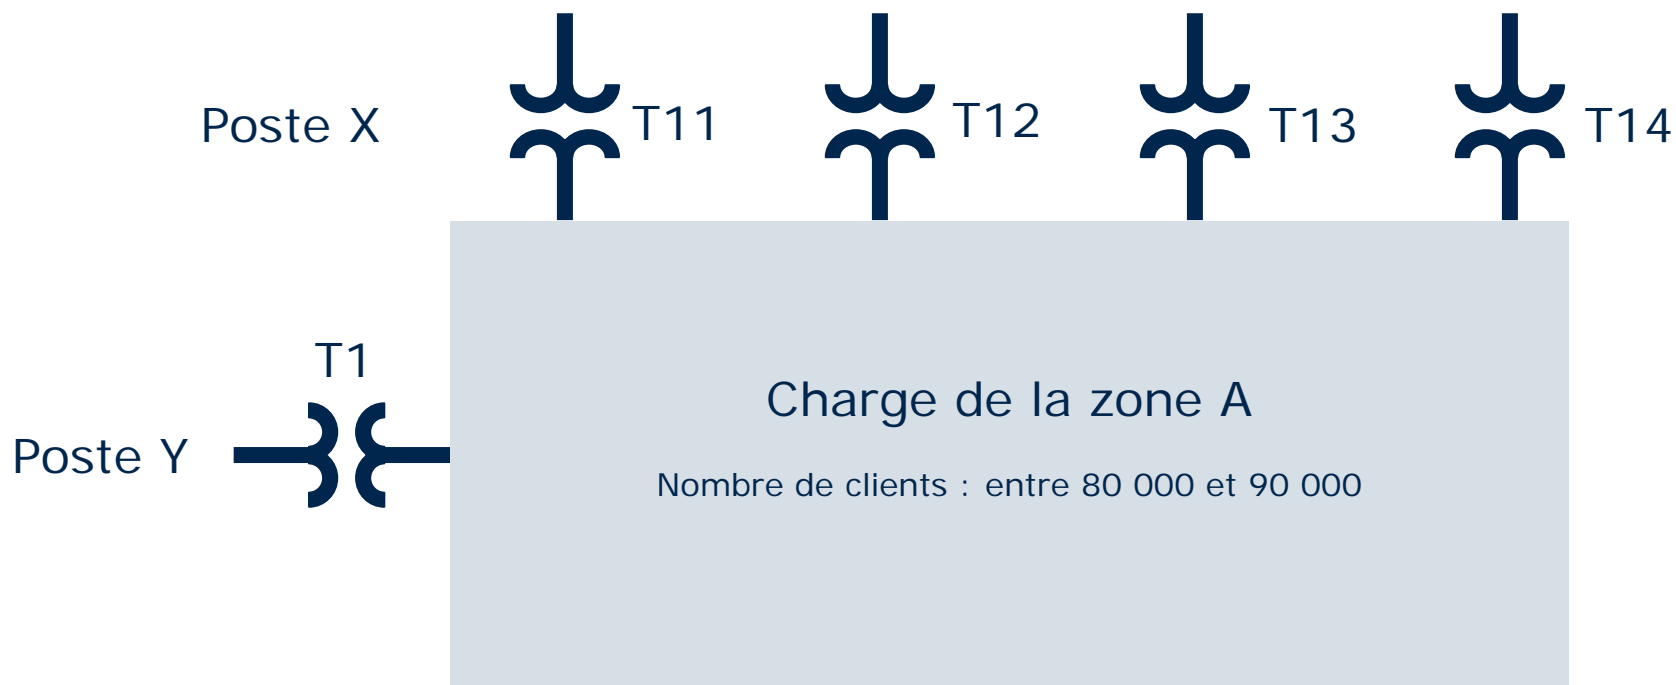 Poste X
T11
T12
T13
T14
T1
Poste Y
Charge de la zone A
Nombre de clients : entre 80 000 et 90 000